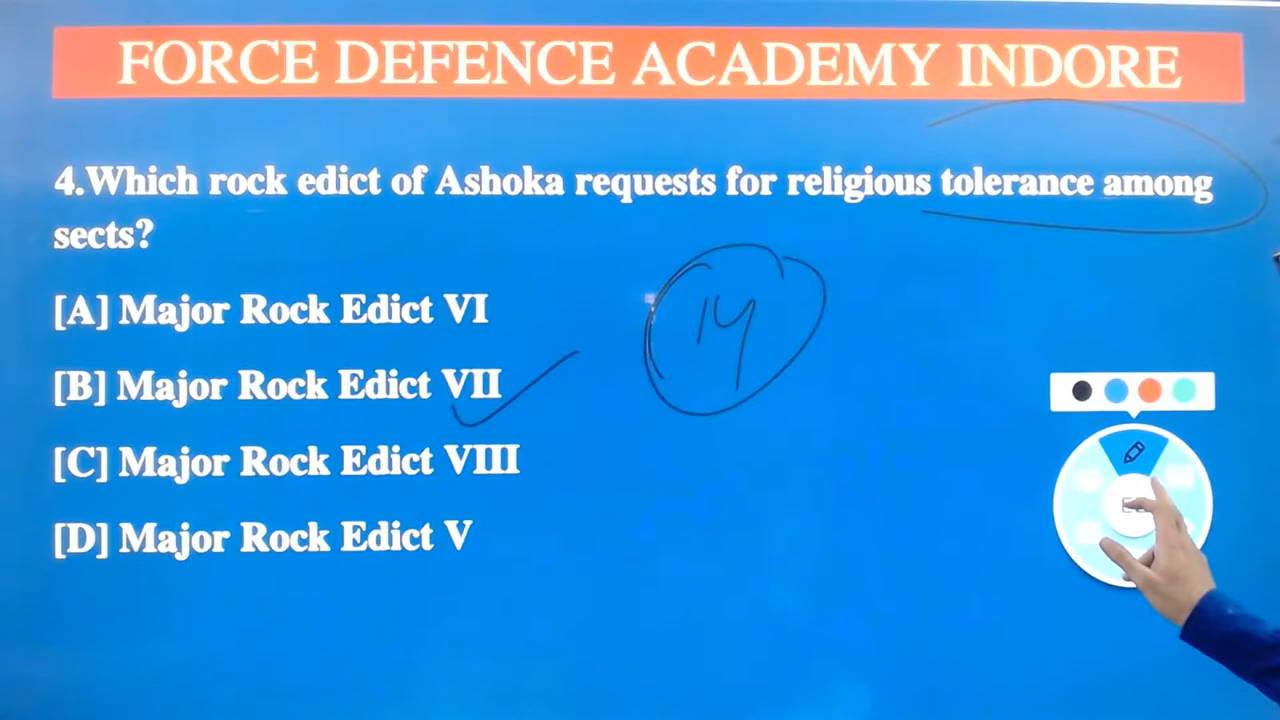 FORCE DEFENCE ACADEMY INDORE
4.Which rock edict of Ashoka requests for religious tolerance among
sects?
14
[A] Major Rock Edict VI
[B] Major Rock Edict VII
[C] Major Rock Edict VIII
[D] Major Rock Edict V